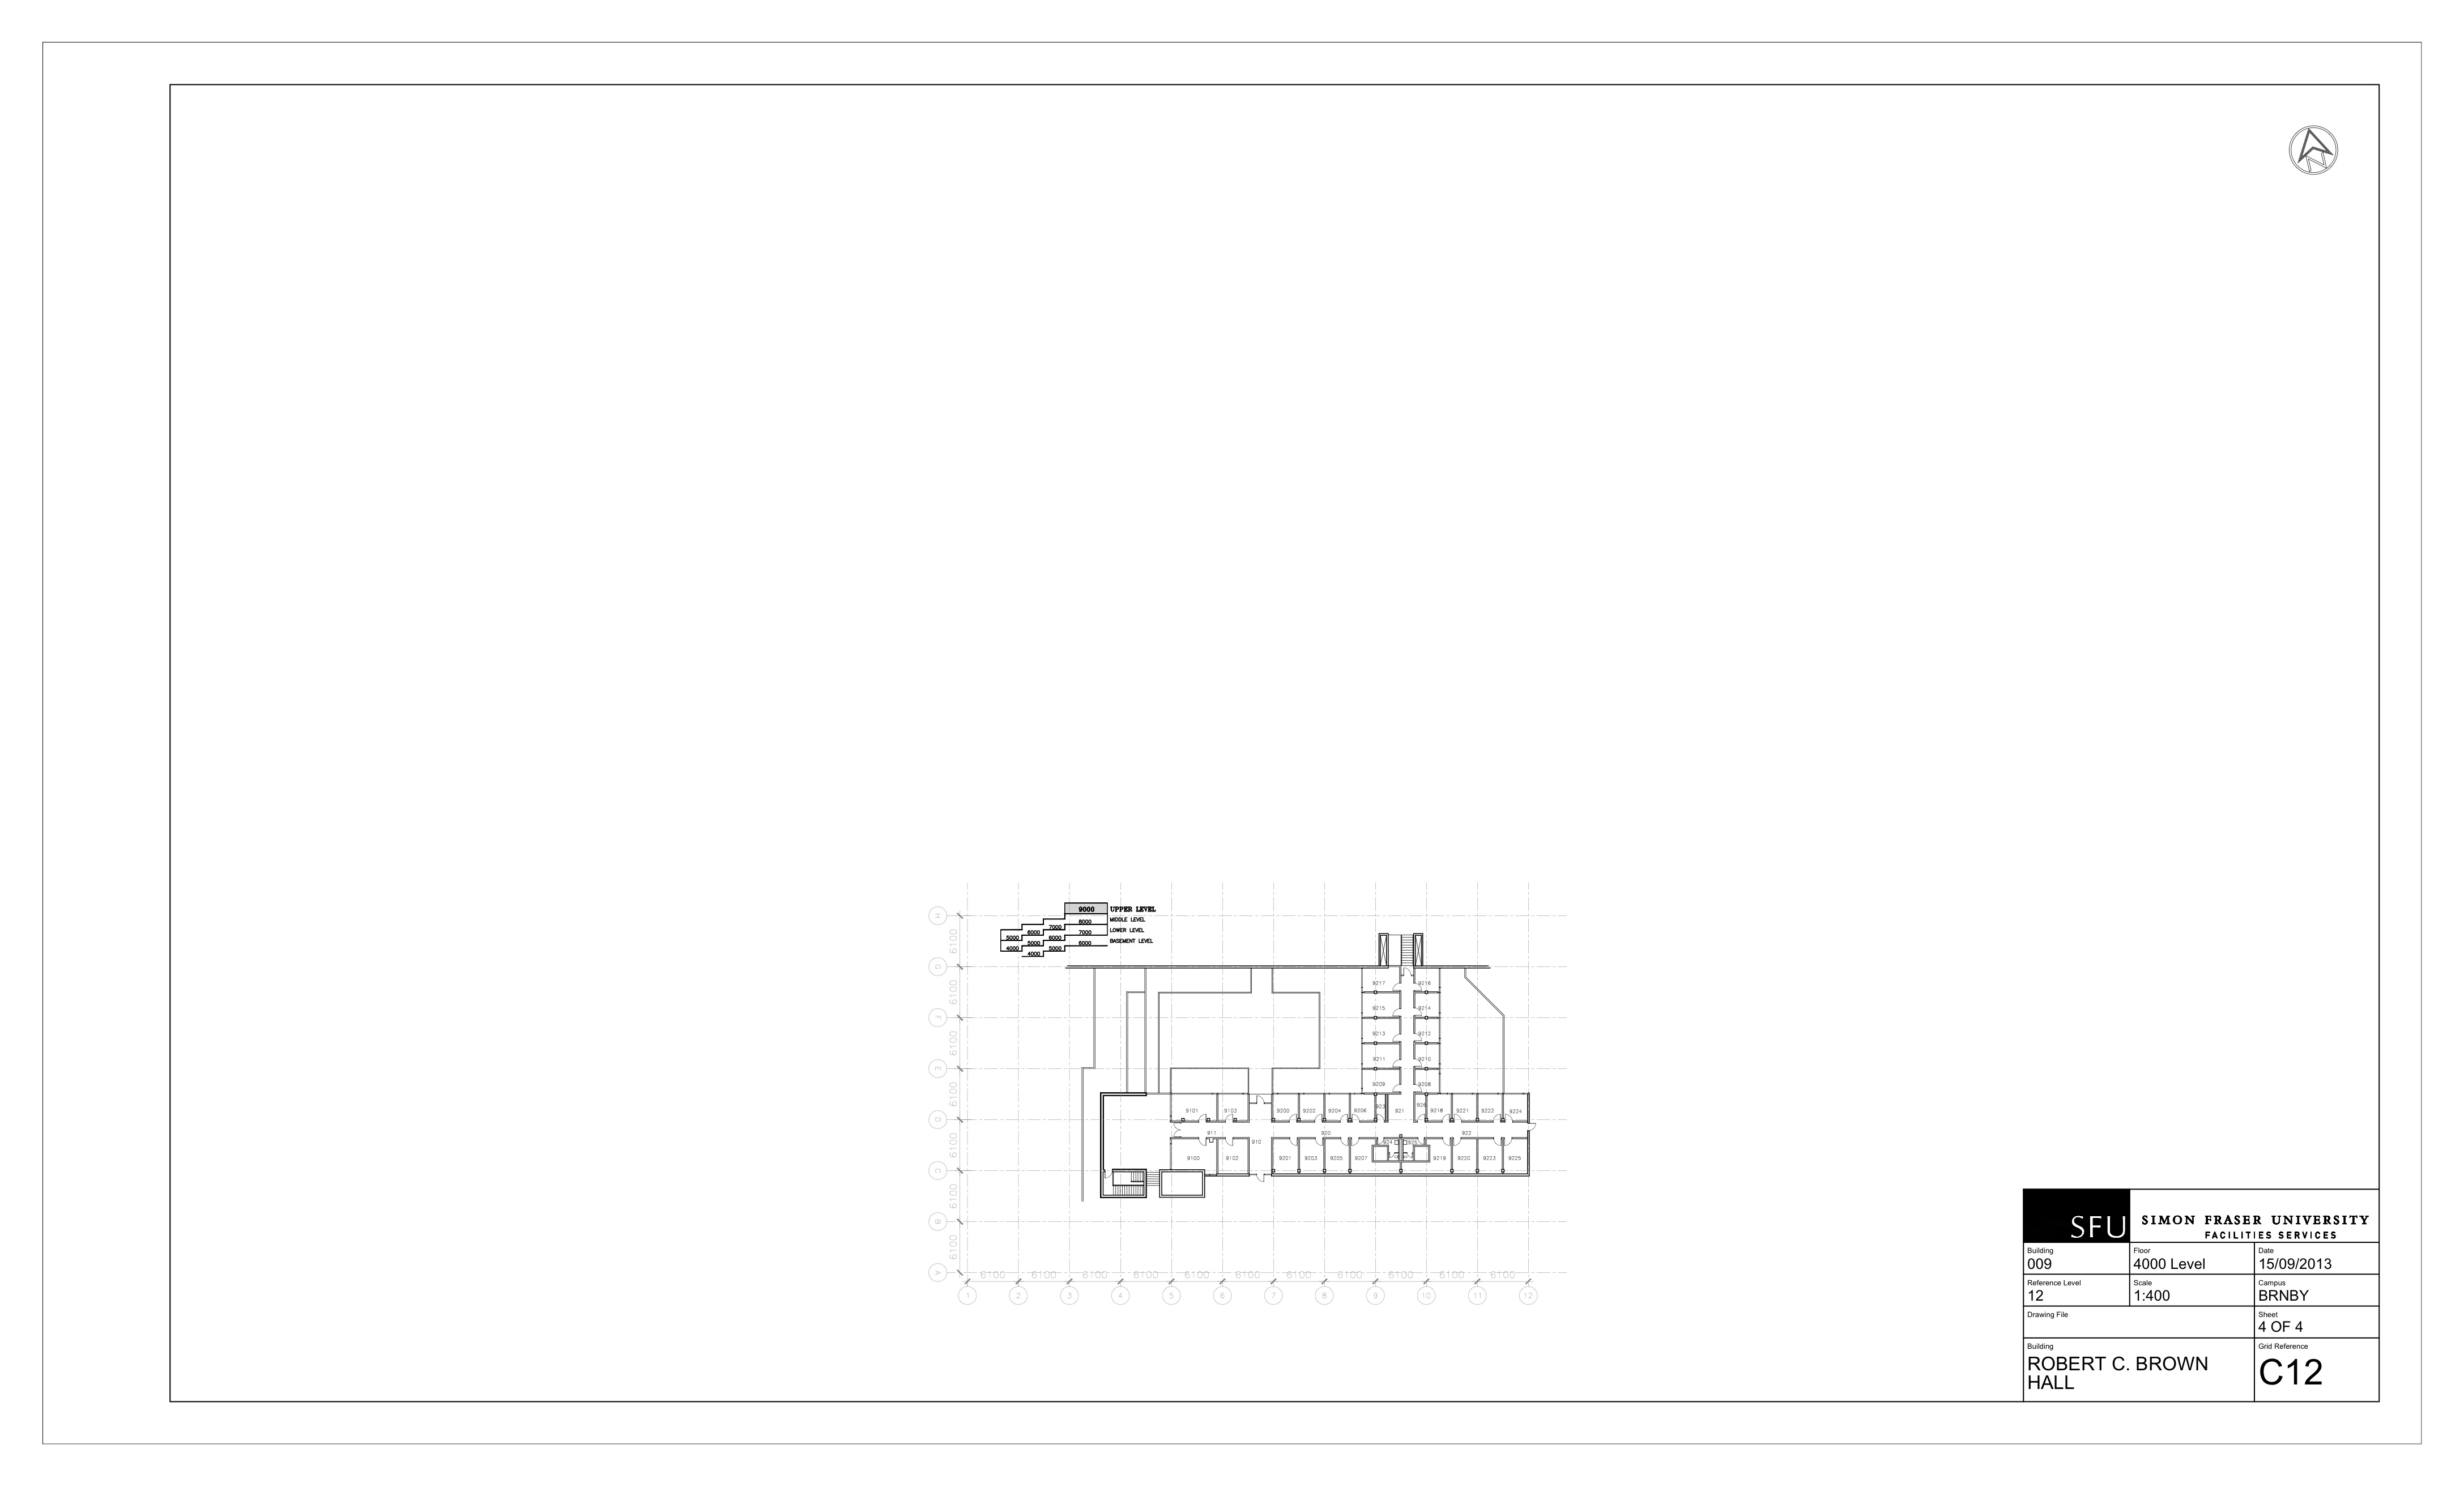 9000 UPPER LEVEL
8000 MIDDLE LEVEL
7000
6000 7000 LOWER LEVEL
5000 6000
5000 6000 BASEMENT LEVEL
4000 5000
4000
H
G
F
E
D
C
B
A
6100 6100 6100 6100 6100 6100 6100
9217 9216
9215 9214
9213 9212
9211 9210
9209 9208
9101 9103 9200 9202 9204 9206 923 921 926 9218 9221 9222 9224
911 910 920 922
924 925
9100 9102 9201 9203 9205 9207 9219 9220 9223 9225
6100 6100 6100 6100 6100 6100 6100 6100 6100 6100 6100
1 2 3 4 5 6 7 8 9 10 11 12
SFU SIMON FRASER UNIVERSITY
FACILITIES SERVICES
Building Floor Date
009 4000 Level 15/09/2013
Reference Level Scale Campus
12 1:400 BRNBY
Drawing File Sheet
4 OF 4
Building Grid Reference
ROBERT C. BROWN
HALL
C12